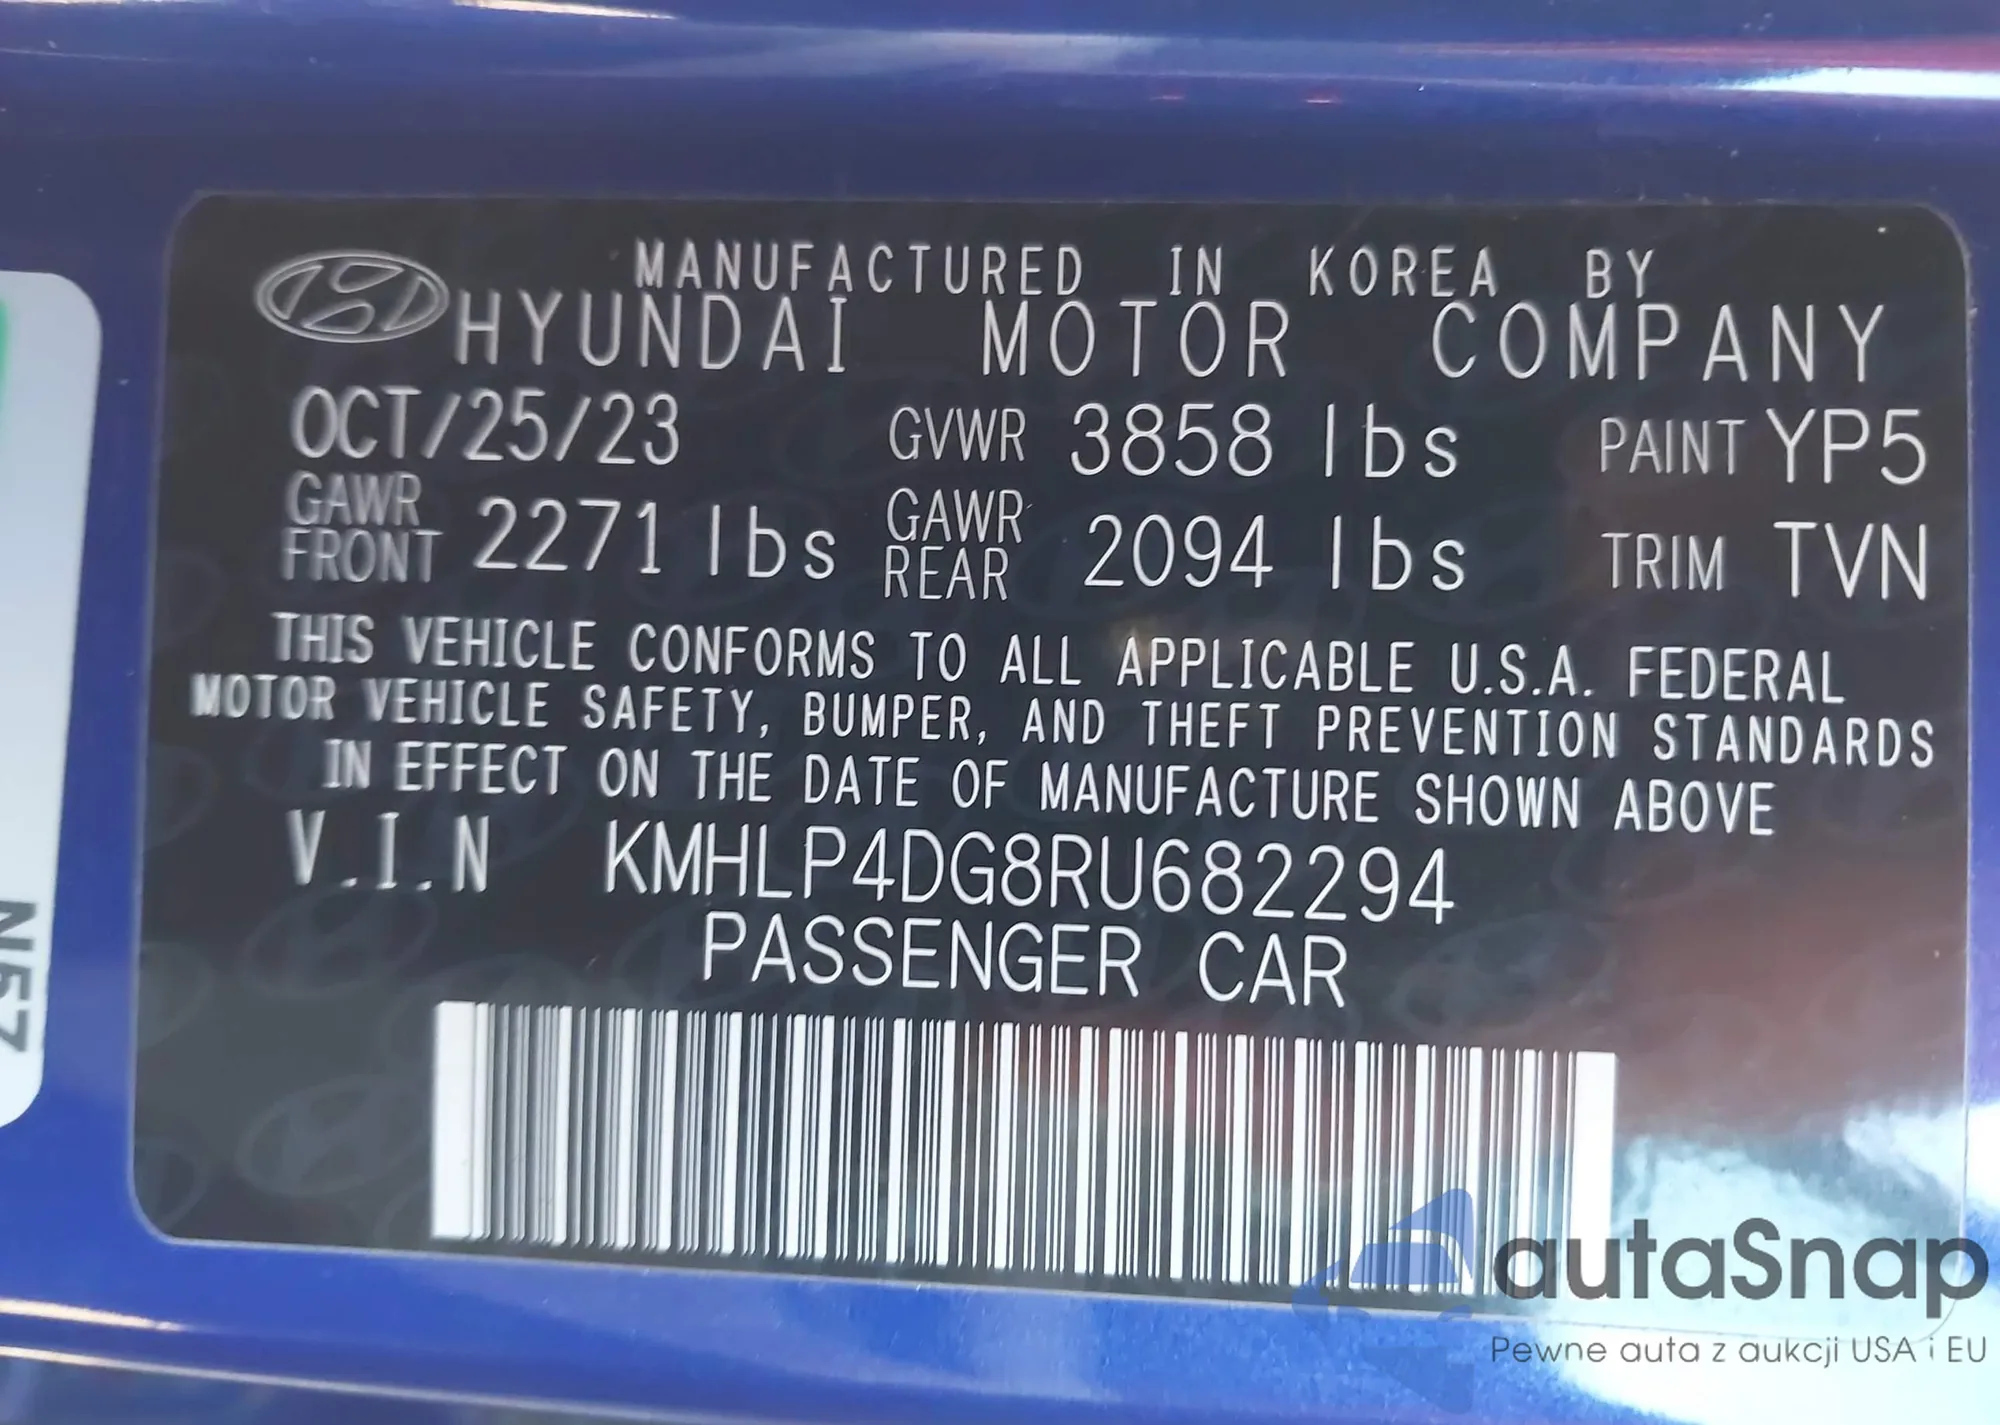 MANUFACTURED IN KOREA BY
HYUNDAI MOTOR COMPANY
OCT/25/23 GVWR 3858 lbs PAINT YP5
GAWR FRONT 2271 lbs GAWR REAR 2094 lbs TRIM TVN
THIS VEHICLE CONFORMS TO ALL APPLICABLE U.S.A. FEDERAL
MOTOR VEHICLE SAFETY, BUMPER, AND THEFT PREVENTION STANDARDS
IN EFFECT ON THE DATE OF MANUFACTURE SHOWN ABOVE
V.I.N KMHLP4DG8RU682294
PASSENGER CAR
autaSnap
Pewne auta z aukcji USA i EU